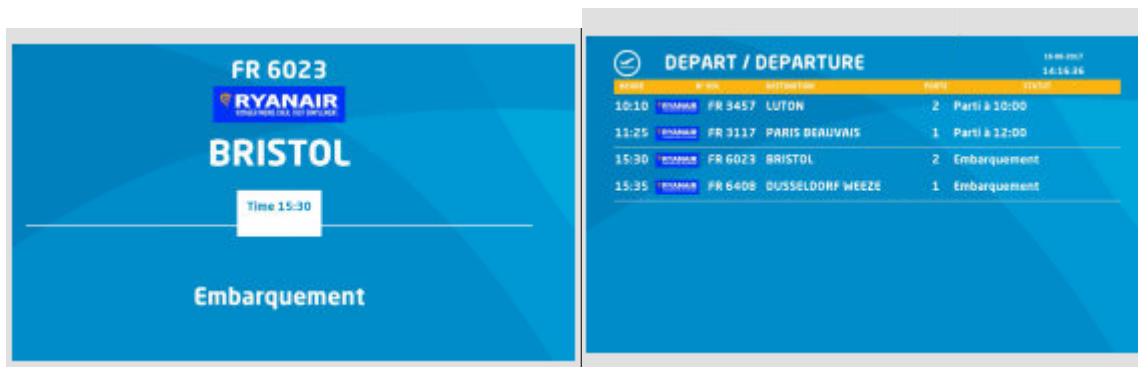 FR 6023
RYANAIR
BRISTOL
Time 15:30
Embarquement
DEPART / DEPARTURE
14:16:36
10:10 RYANAIR FR 3457 LUTON 2 Parti à 10:00
11:25 RYANAIR FR 3117 PARIS BEAUVAIS 1 Parti à 12:00
15:30 RYANAIR FR 6023 BRISTOL 2 Embarquement
15:35 RYANAIR FR 6408 DUSSELDORF WEEZE 1 Embarquement